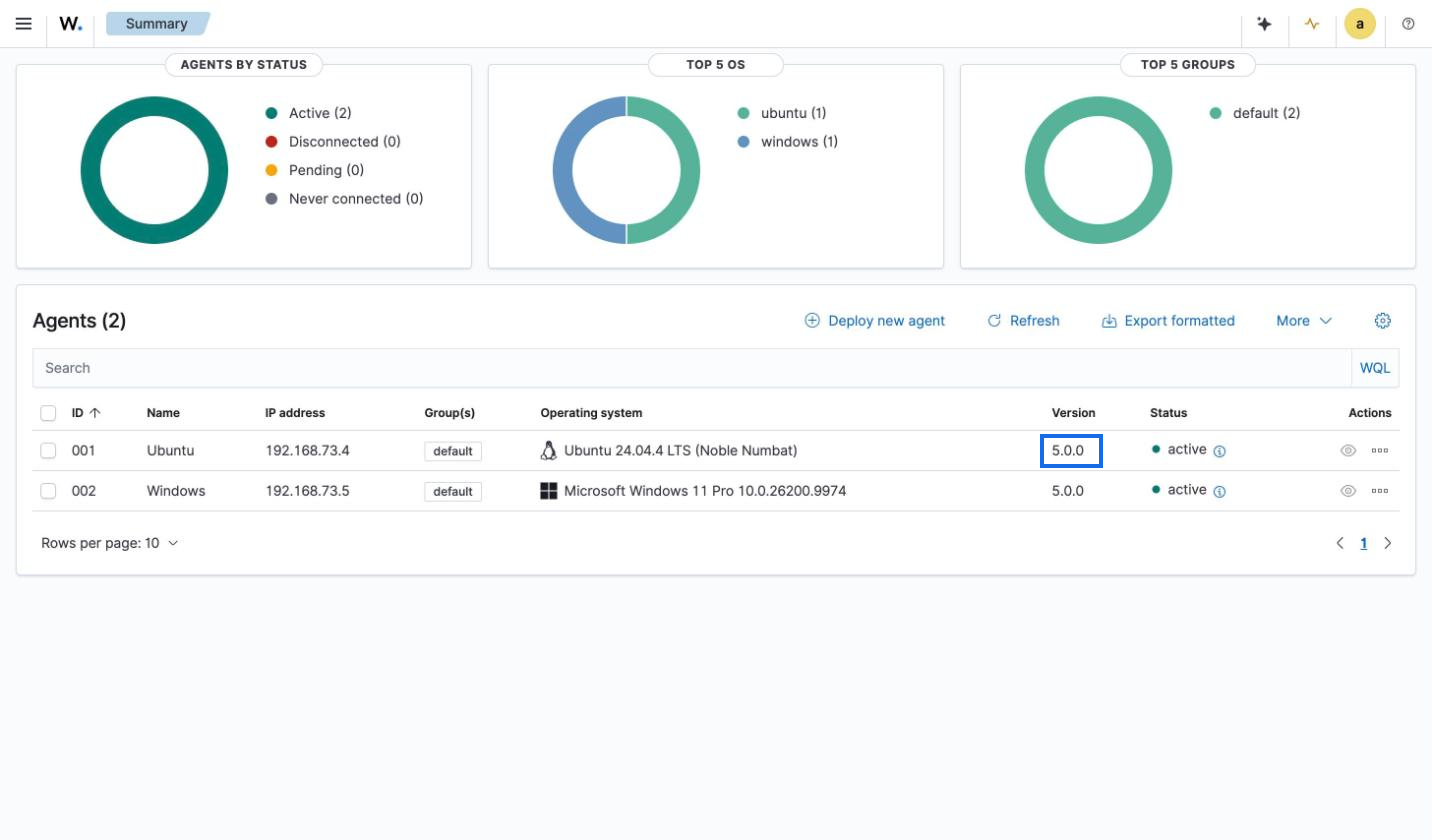 W.
Summary
a
AGENTS BY STATUS
Active (2)
Disconnected (0)
Pending (0)
Never connected (0)
TOP 5 OS
ubuntu (1)
windows (1)
TOP 5 GROUPS
default (2)
Agents (2)
Deploy new agent
Refresh
Export formatted
More
Search
WQL
ID Name IP address Group(s) Operating system Version Status Actions
001 Ubuntu 192.168.73.4 default Ubuntu 24.04.4 LTS (Noble Numbat) 5.0.0 active
002 Windows 192.168.73.5 default Microsoft Windows 11 Pro 10.0.26200.9974 5.0.0 active
Rows per page: 10
1